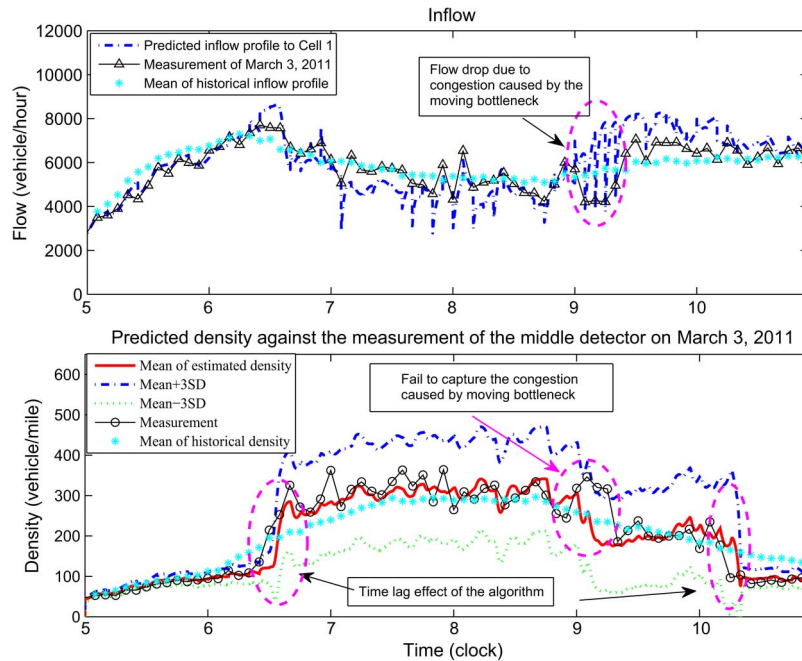 Inflow
12000
10000
8000
6000
4000
2000
0
Flow (vehicle/hour)
Predicted inflow profile to Cell 1
Measurement of March 3, 2011
Mean of historical inflow profile
Flow drop due to
congestion caused by the
moving bottleneck
5 6 7 8 9 10
Predicted density against the measurement of the middle detector on March 3, 2011
600
500
400
300
200
100
0
Density (vehicle/mile)
Mean of estimated density
Mean+3SD
Mean−3SD
Measurement
Mean of historical density
Fail to capture the congestion
caused by moving bottleneck
Time lag effect of the algorithm
5 6 7 8 9 10
Time (clock)